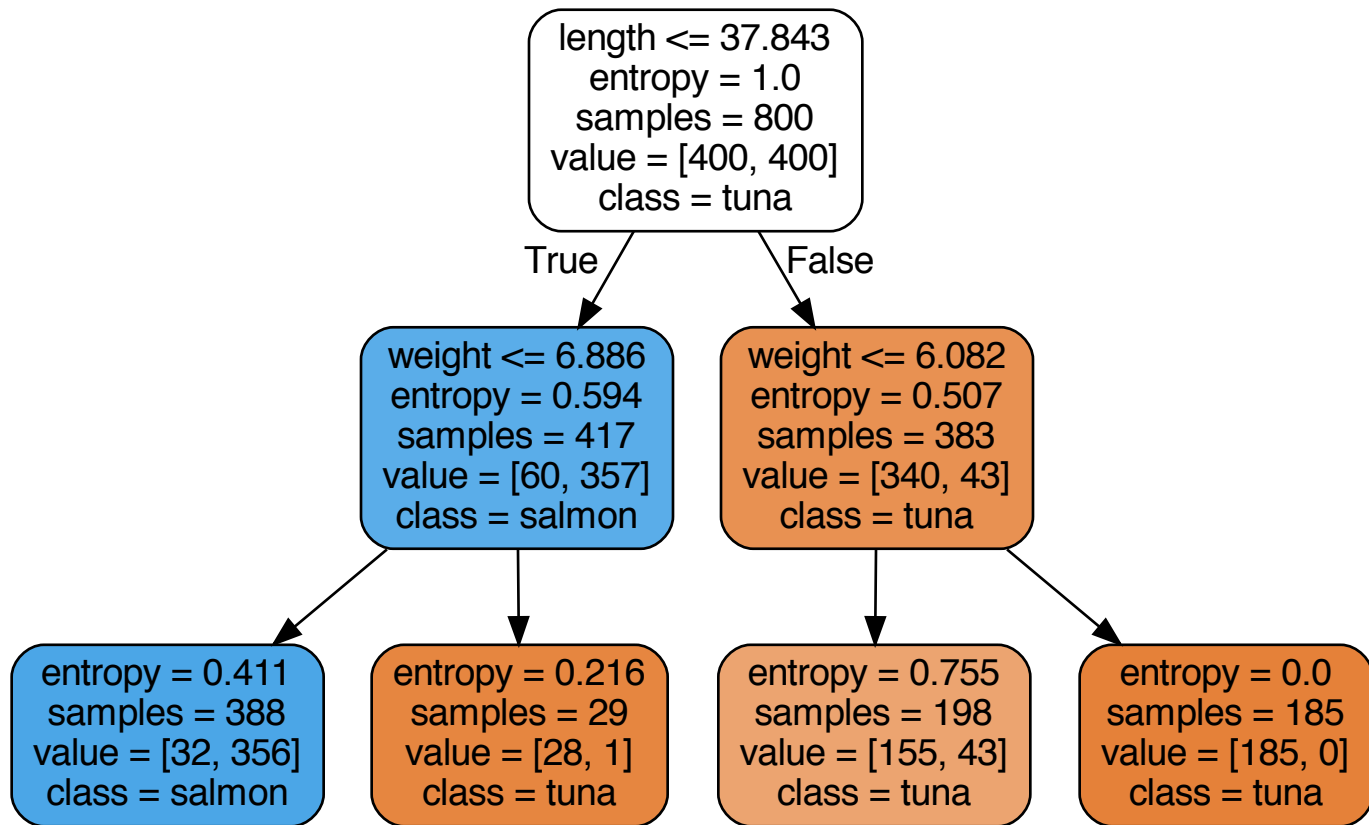 length <= 37.843
entropy = 1.0
samples = 800
value = [400, 400]
class = tuna
True
False
weight <= 6.886
entropy = 0.594
samples = 417
value = [60, 357]
class = salmon
weight <= 6.082
entropy = 0.507
samples = 383
value = [340, 43]
class = tuna
entropy = 0.411
samples = 388
value = [32, 356]
class = salmon
entropy = 0.216
samples = 29
value = [28, 1]
class = tuna
entropy = 0.755
samples = 198
value = [155, 43]
class = tuna
entropy = 0.0
samples = 185
value = [185, 0]
class = tuna